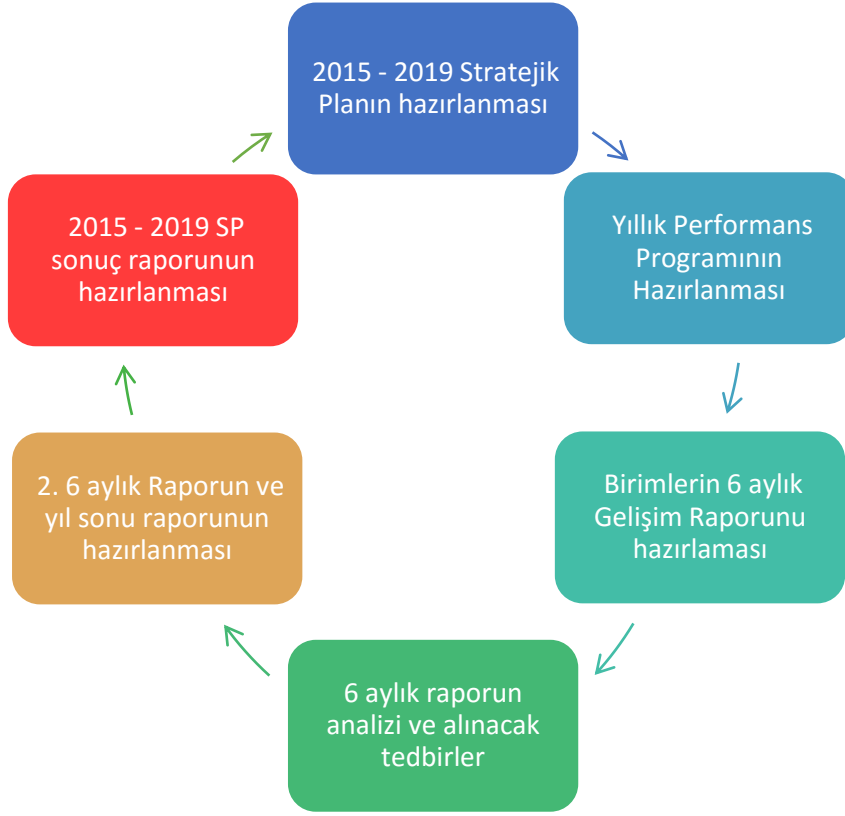 2015 - 2019 Stratejik
Planın hazırlanması
Yıllık Performans
Programının
Hazırlanması
Birimlerin 6 aylık
Gelişim Raporunu
hazırlaması
6 aylık raporun
analizi ve alınacak
tedbirler
2. 6 aylık Raporun ve
yıl sonu raporunun
hazırlanması
2015 - 2019 SP
sonuç raporunun
hazırlanması